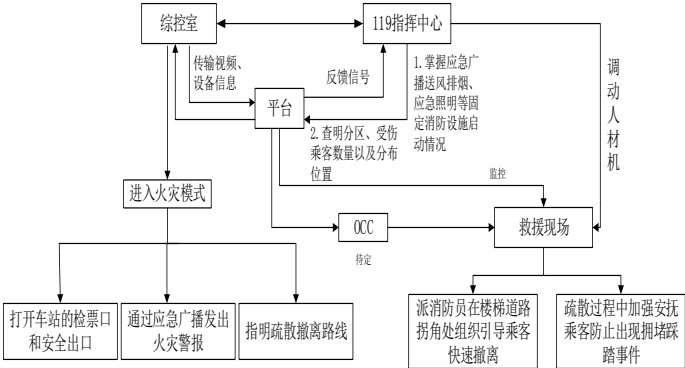 综控室
119指挥中心
传输视频、
设备信息
反馈信号
1.掌握应急广
播送风排烟、
应急照明等固
定消防设施启
动情况
调动人材机
平台
2.查明分区、受伤
乘客数量以及分布
位置
监控
进入火灾模式
OCC
待定
救援现场
打开车站的检票口
和安全出口
通过应急广播发出
火灾警报
指明疏散撤离路线
派消防员在楼梯道路
拐角处组织引导乘客
快速撤离
疏散过程中加强安抚
乘客防止出现拥堵踩
踏事件